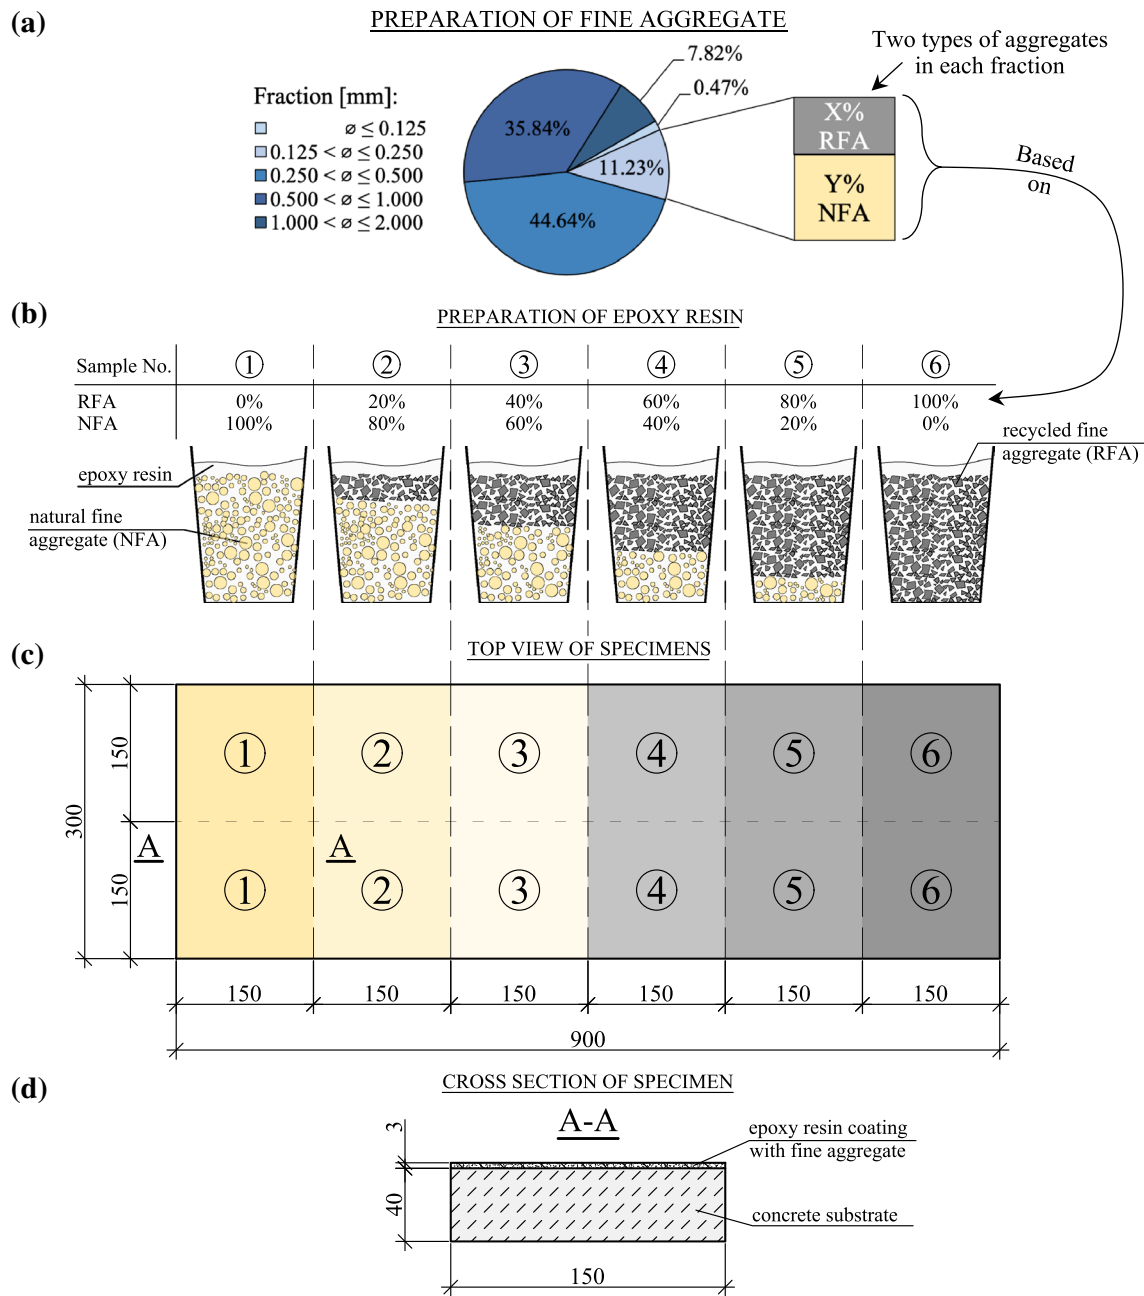 (a)
PREPARATION OF FINE AGGREGATE
Two types of aggregates
in each fraction
Fraction [mm]:
⌀ ≤ 0.125
0.125 < ⌀ ≤ 0.250
0.250 < ⌀ ≤ 0.500
0.500 < ⌀ ≤ 1.000
1.000 < ⌀ ≤ 2.000
7.82%
0.47%
35.84%
11.23%
44.64%
X%
RFA
Y%
NFA
Based
on
(b)
PREPARATION OF EPOXY RESIN
Sample No. 1 2 3 4 5 6
RFA 0% 20% 40% 60% 80% 100%
NFA 100% 80% 60% 40% 20% 0%
recycled fine
aggregate (RFA)
epoxy resin
natural fine
aggregate (NFA)
(c)
TOP VIEW OF SPECIMENS
300
150
150
1 2 3 4 5 6
A A
1 2 3 4 5 6
150 150 150 150 150 150
900
(d)
CROSS SECTION OF SPECIMEN
A-A
3
40
epoxy resin coating
with fine aggregate
concrete substrate
150